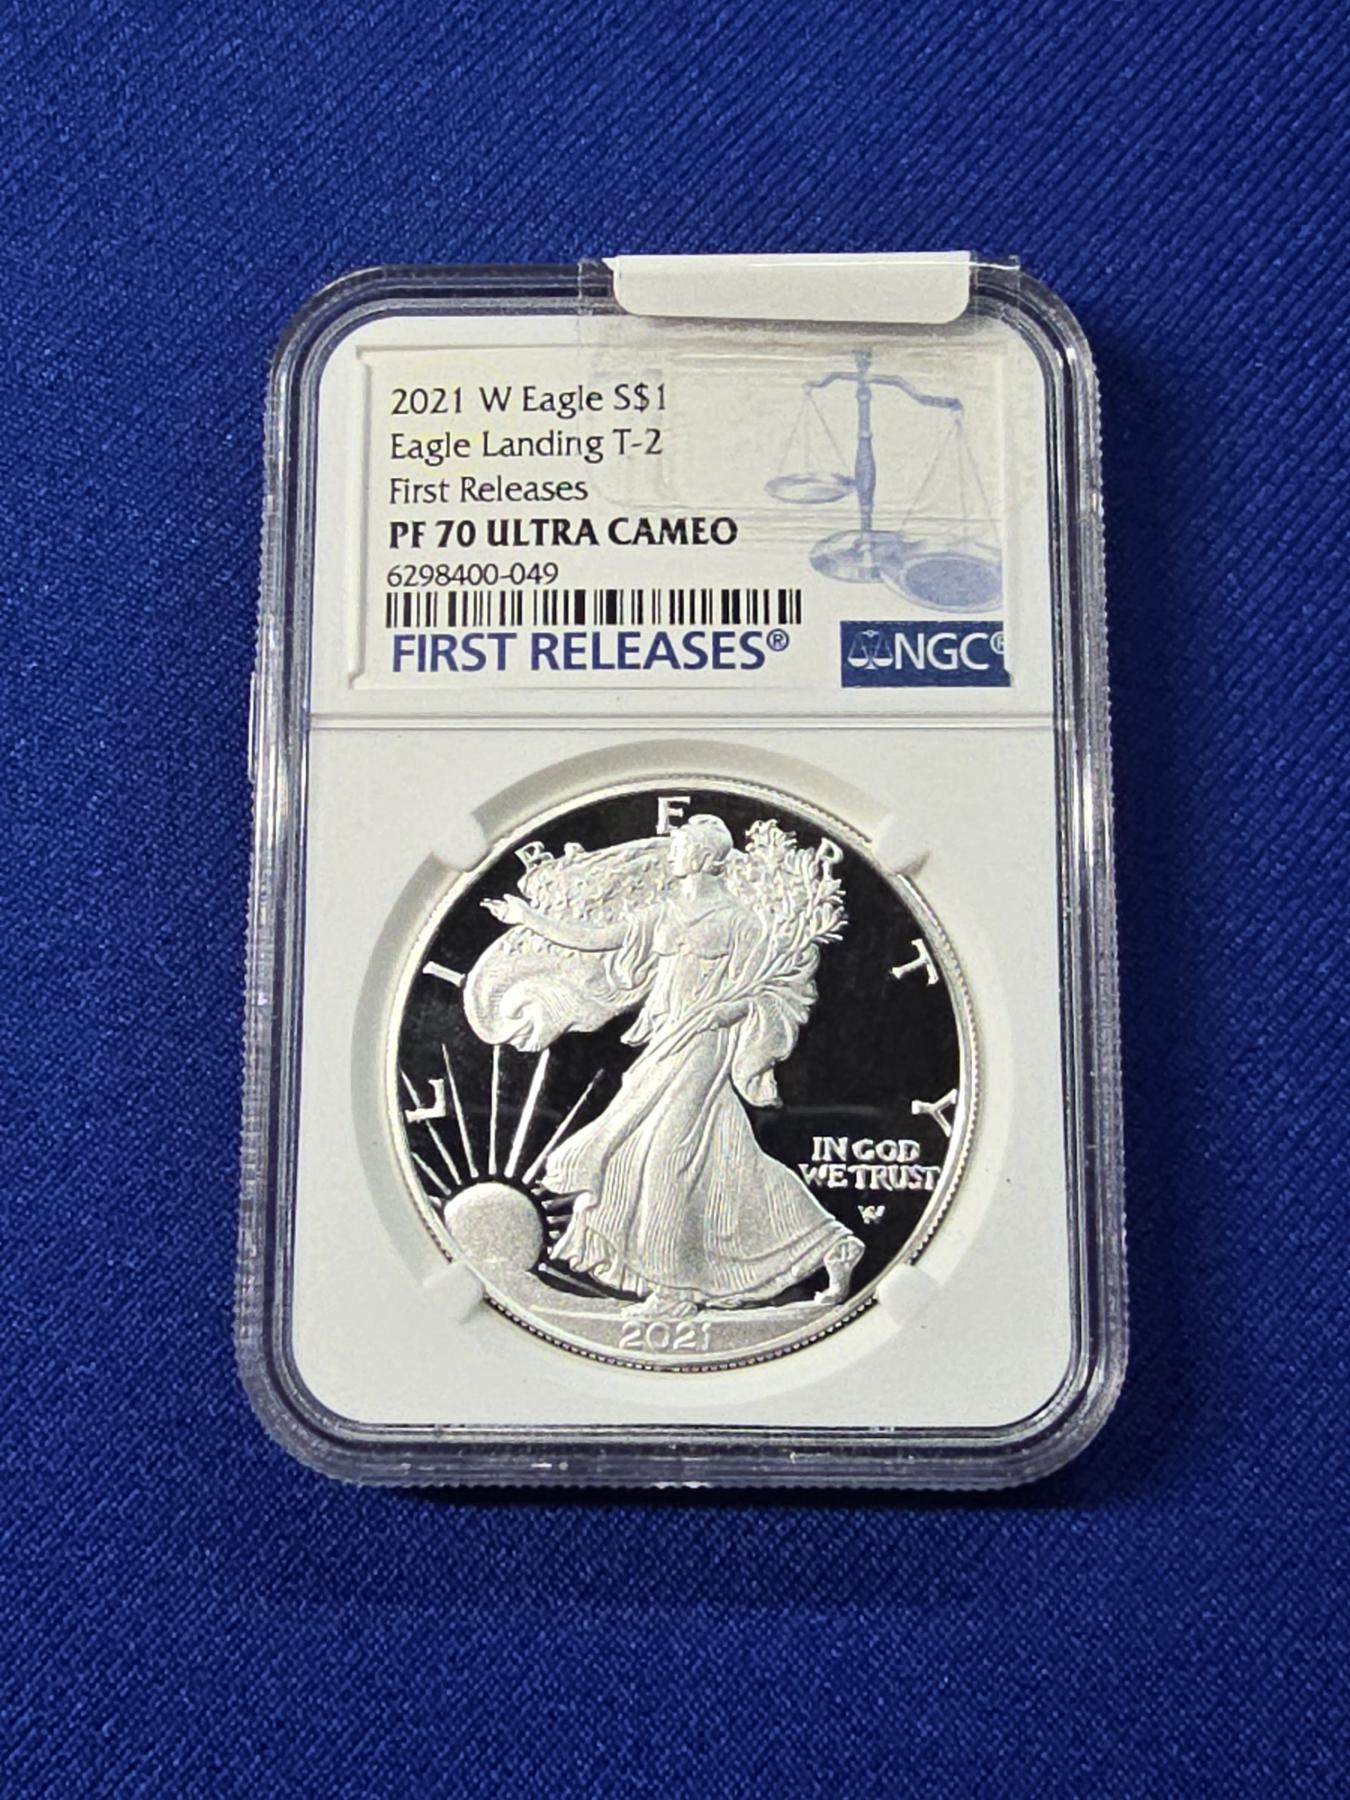 2021 W Eagle S$1
Eagle Landing T-2
First Releases
PF 70 ULTRA CAMEO
6298400-049
FIRST RELEASES®
NGC®
LIBERTY
IN GOD
WE TRUST
W
2021